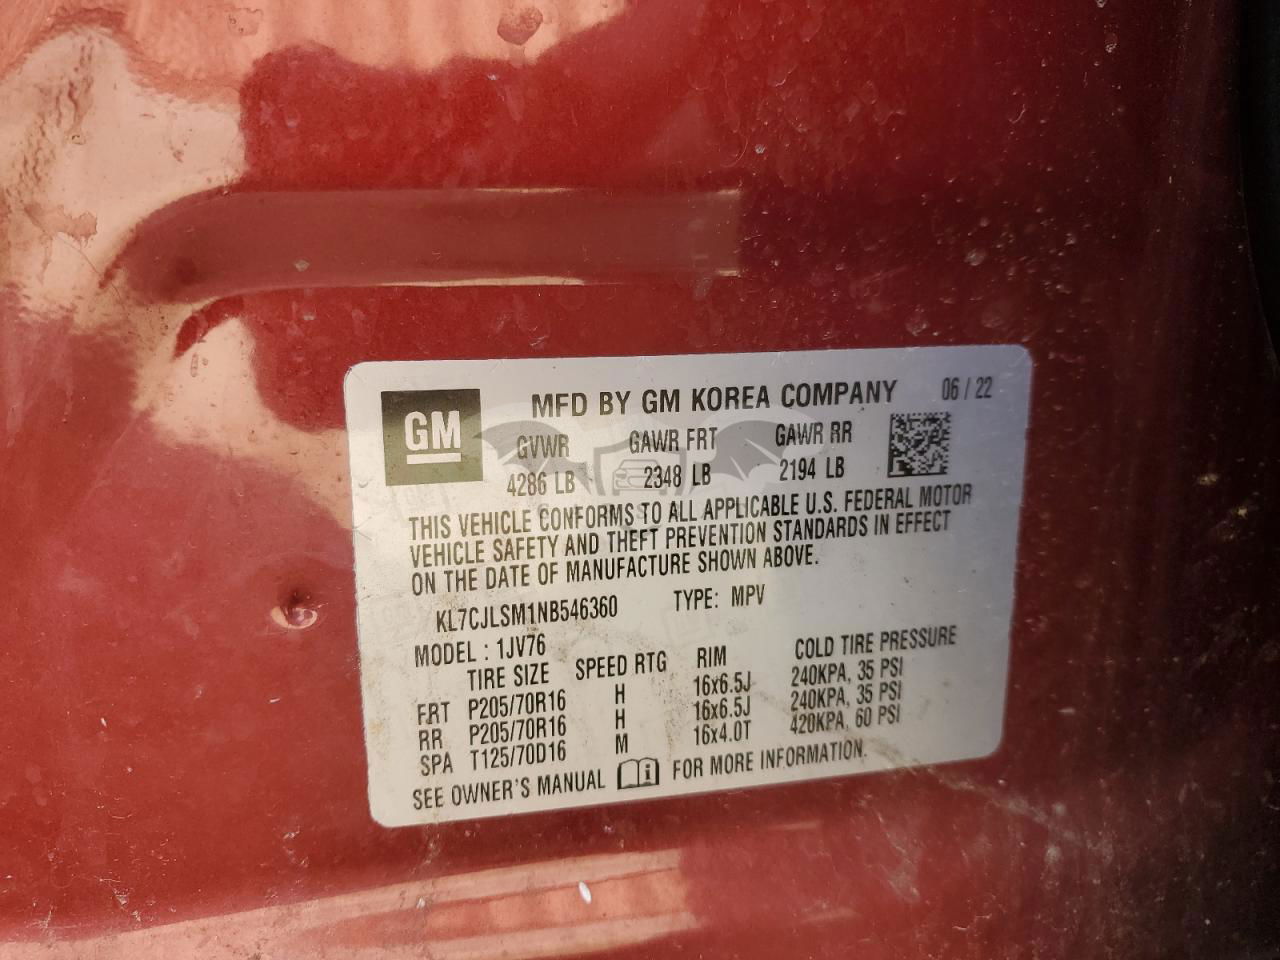 GM
MFD BY GM KOREA COMPANY 06 / 22
GVWR GAWR FRT GAWR RR
4286 LB 2348 LB 2194 LB
THIS VEHICLE CONFORMS TO ALL APPLICABLE U.S. FEDERAL MOTOR
VEHICLE SAFETY AND THEFT PREVENTION STANDARDS IN EFFECT
ON THE DATE OF MANUFACTURE SHOWN ABOVE.
KL7CJLSM1NB546360 TYPE: MPV
MODEL : 1JV76
TIRE SIZE SPEED RTG RIM COLD TIRE PRESSURE
FRT P205/70R16 H 16x6.5J 240KPA, 35 PSI
RR P205/70R16 H 16x6.5J 240KPA, 35 PSI
SPA T125/70D16 M 16x4.0T 420KPA, 60 PSI
SEE OWNER'S MANUAL FOR MORE INFORMATION.